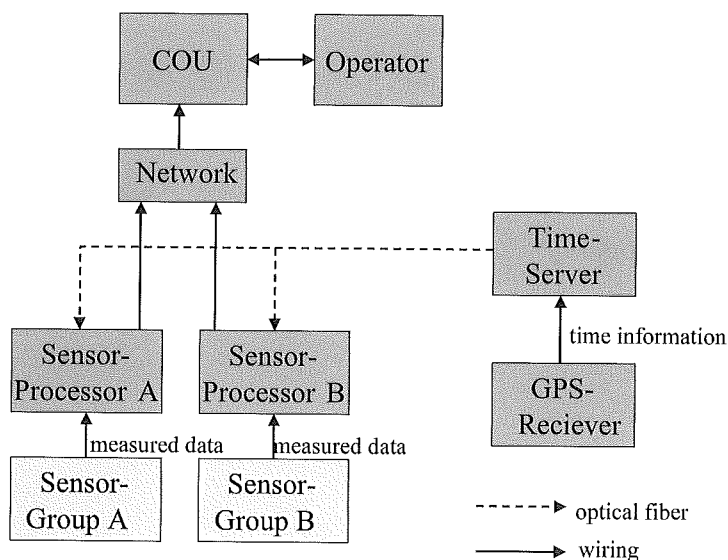 COU
Operator
Network
Time-
Server
time information
Sensor-
Processor A
Sensor-
Processor B
GPS-
Reciever
measured data
measured data
Sensor-
Group A
Sensor-
Group B
optical fiber
wiring